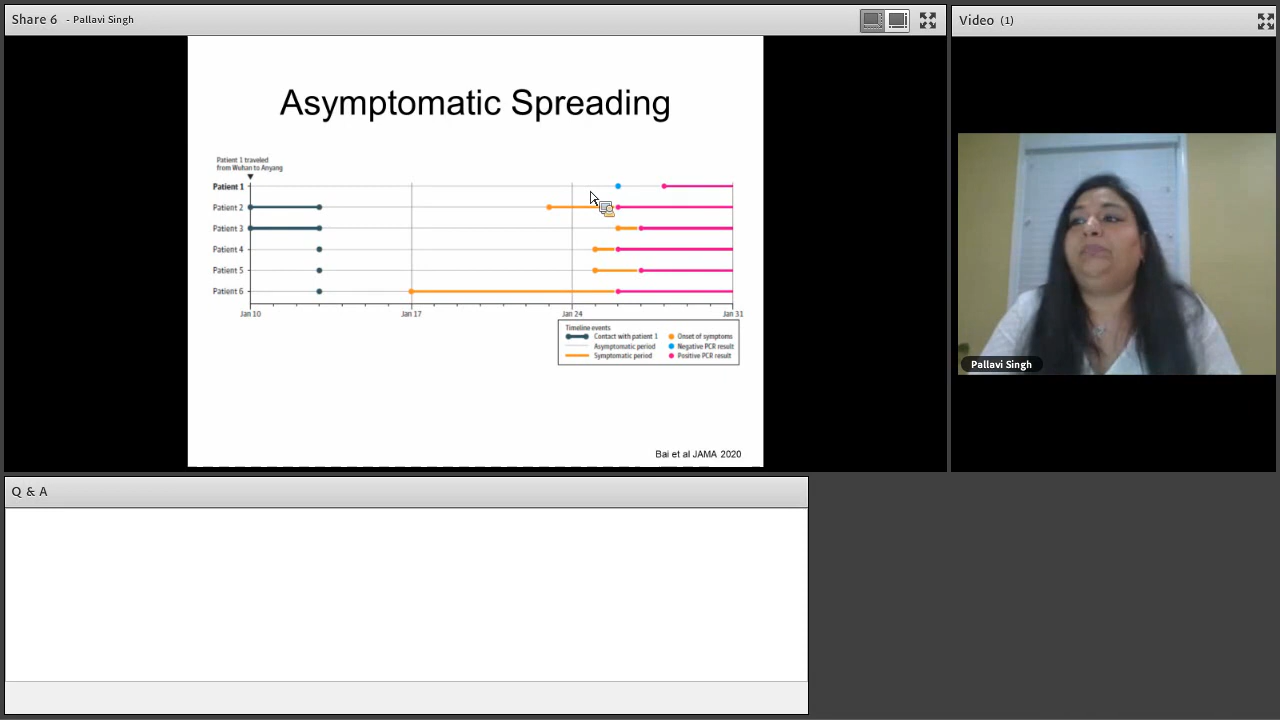 Share 6 - Pallavi Singh
Video (1)
Asymptomatic Spreading
Patient 1 traveled
from Wuhan to Anyang
Patient 1
Patient 2
Patient 3
Patient 4
Patient 5
Patient 6
Jan 10 Jan 17 Jan 24 Jan 31
Timeline events
Contact with patient 1 Onset of symptoms
Asymptomatic period Negative PCR result
Symptomatic period Positive PCR result
Bai et al JAMA 2020
Pallavi Singh
Q & A